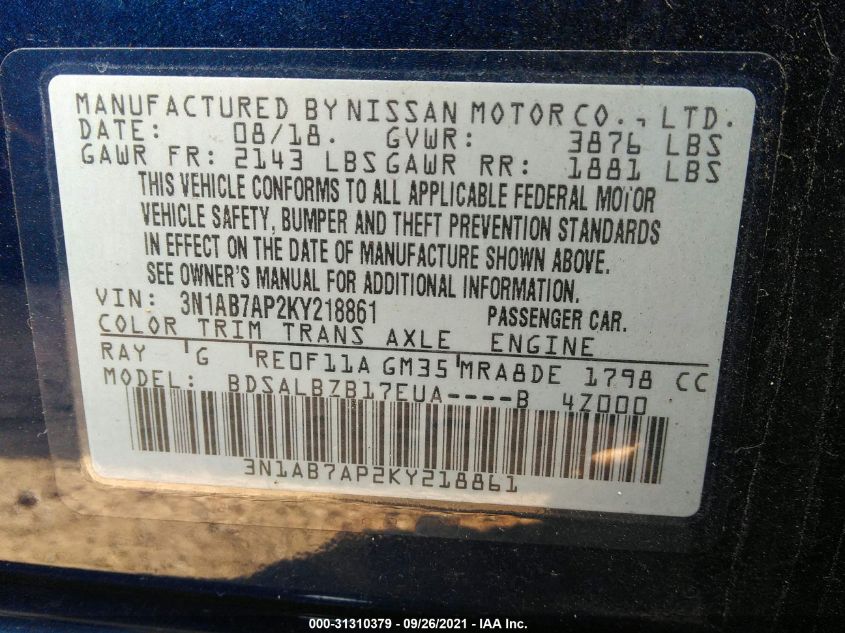 MANUFACTURED BY NISSAN MOTOR CO., LTD.
DATE: 08/18. GVWR: 3876 LBS
GAWR FR: 2143 LBS GAWR RR: 1881 LBS
THIS VEHICLE CONFORMS TO ALL APPLICABLE FEDERAL MOTOR
VEHICLE SAFETY, BUMPER AND THEFT PREVENTION STANDARDS
IN EFFECT ON THE DATE OF MANUFACTURE SHOWN ABOVE.
SEE OWNER'S MANUAL FOR ADDITIONAL INFORMATION.
VIN: 3N1AB7AP2KY218861 PASSENGER CAR.
COLOR TRIM TRANS AXLE ENGINE
RAY G RE0F11A GM35 MRA8DE 1798 CC
MODEL: BDSALBZB17EUA----B 4Z000
3N1AB7AP2KY218861
000-31310379 - 09/26/2021 - IAA Inc.